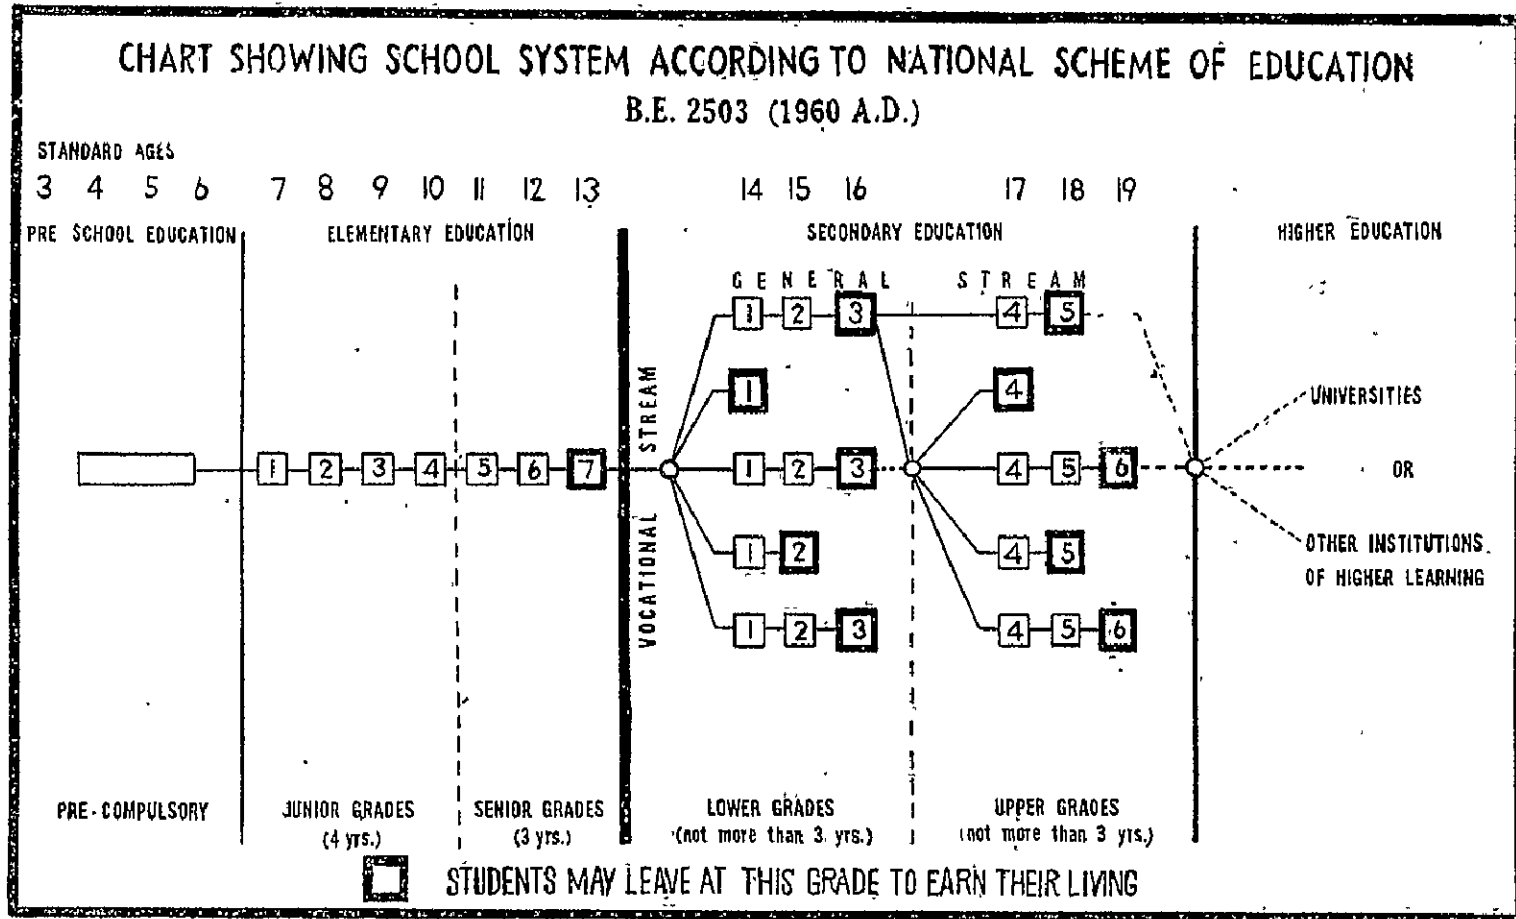 CHART SHOWING SCHOOL SYSTEM ACCORDING TO NATIONAL SCHEME OF EDUCATION
B.E. 2503 (1960 A.D.)
STANDARD AGES
3 4 5 6 7 8 9 10 11 12 13 14 15 16 17 18 19
PRE SCHOOL EDUCATION ELEMENTARY EDUCATION SECONDARY EDUCATION HIGHER EDUCATION
GENERAL STREAM
1 2 3 4 5
1 4
VOCATIONAL STREAM
UNIVERSITIES
1 2 3 4 5 6 7 1 2 3 4 5 6
OR
1 2 4 5
OTHER INSTITUTIONS
OF HIGHER LEARNING
1 2 3 4 5 6
PRE-COMPULSORY JUNIOR GRADES SENIOR GRADES LOWER GRADES UPPER GRADES
(4 yrs.) (3 yrs.) (not more than 3 yrs.) (not more than 3 yrs.)
STUDENTS MAY LEAVE AT THIS GRADE TO EARN THEIR LIVING